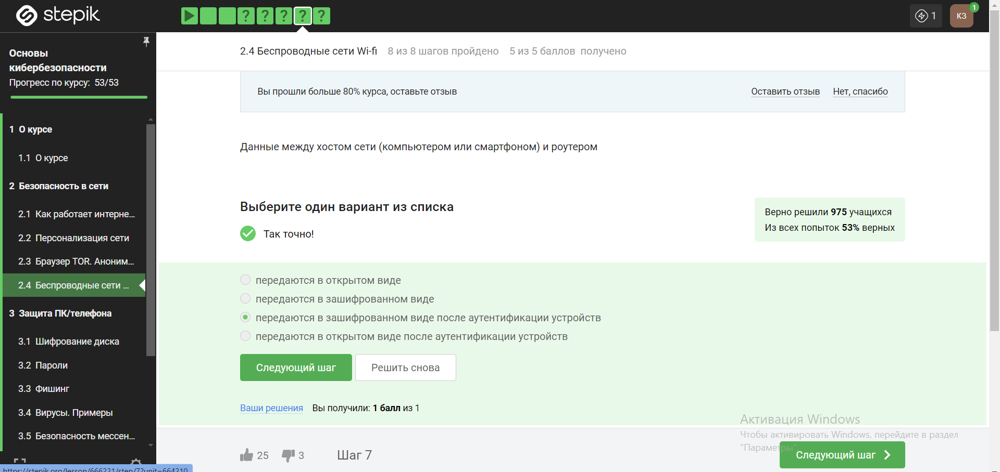 stepik
? ? ? ? ?
1
КЗ
1
Основы
кибербезопасности
Прогресс по курсу: 53/53
1 О курсе
1.1 О курсе
2 Безопасность в сети
2.1 Как работает интерне...
2.2 Персонализация сети
2.3 Браузер TOR. Аноним...
2.4 Беспроводные сети ...
3 Защита ПК/телефона
3.1 Шифрование диска
3.2 Пароли
3.3 Фишинг
3.4 Вирусы. Примеры
3.5 Безопасность мессен...
https://stepik.org/lesson/666221/step/7?unit=664210
2.4 Беспроводные сети Wi-fi 8 из 8 шагов пройдено 5 из 5 баллов получено
Вы прошли больше 80% курса, оставьте отзыв Оставить отзыв Нет, спасибо
Данные между хостом сети (компьютером или смартфоном) и роутером
Выберите один вариант из списка
Так точно!
Верно решили 975 учащихся
Из всех попыток 53% верных
передаются в открытом виде
передаются в зашифрованном виде
передаются в зашифрованном виде после аутентификации устройств
передаются в открытом виде после аутентификации устройств
Следующий шаг Решить снова
Ваши решения Вы получили: 1 балл из 1
Активация Windows
Чтобы активировать Windows, перейдите в раздел
"Параметры".
25 3 Шаг 7
Следующий шаг